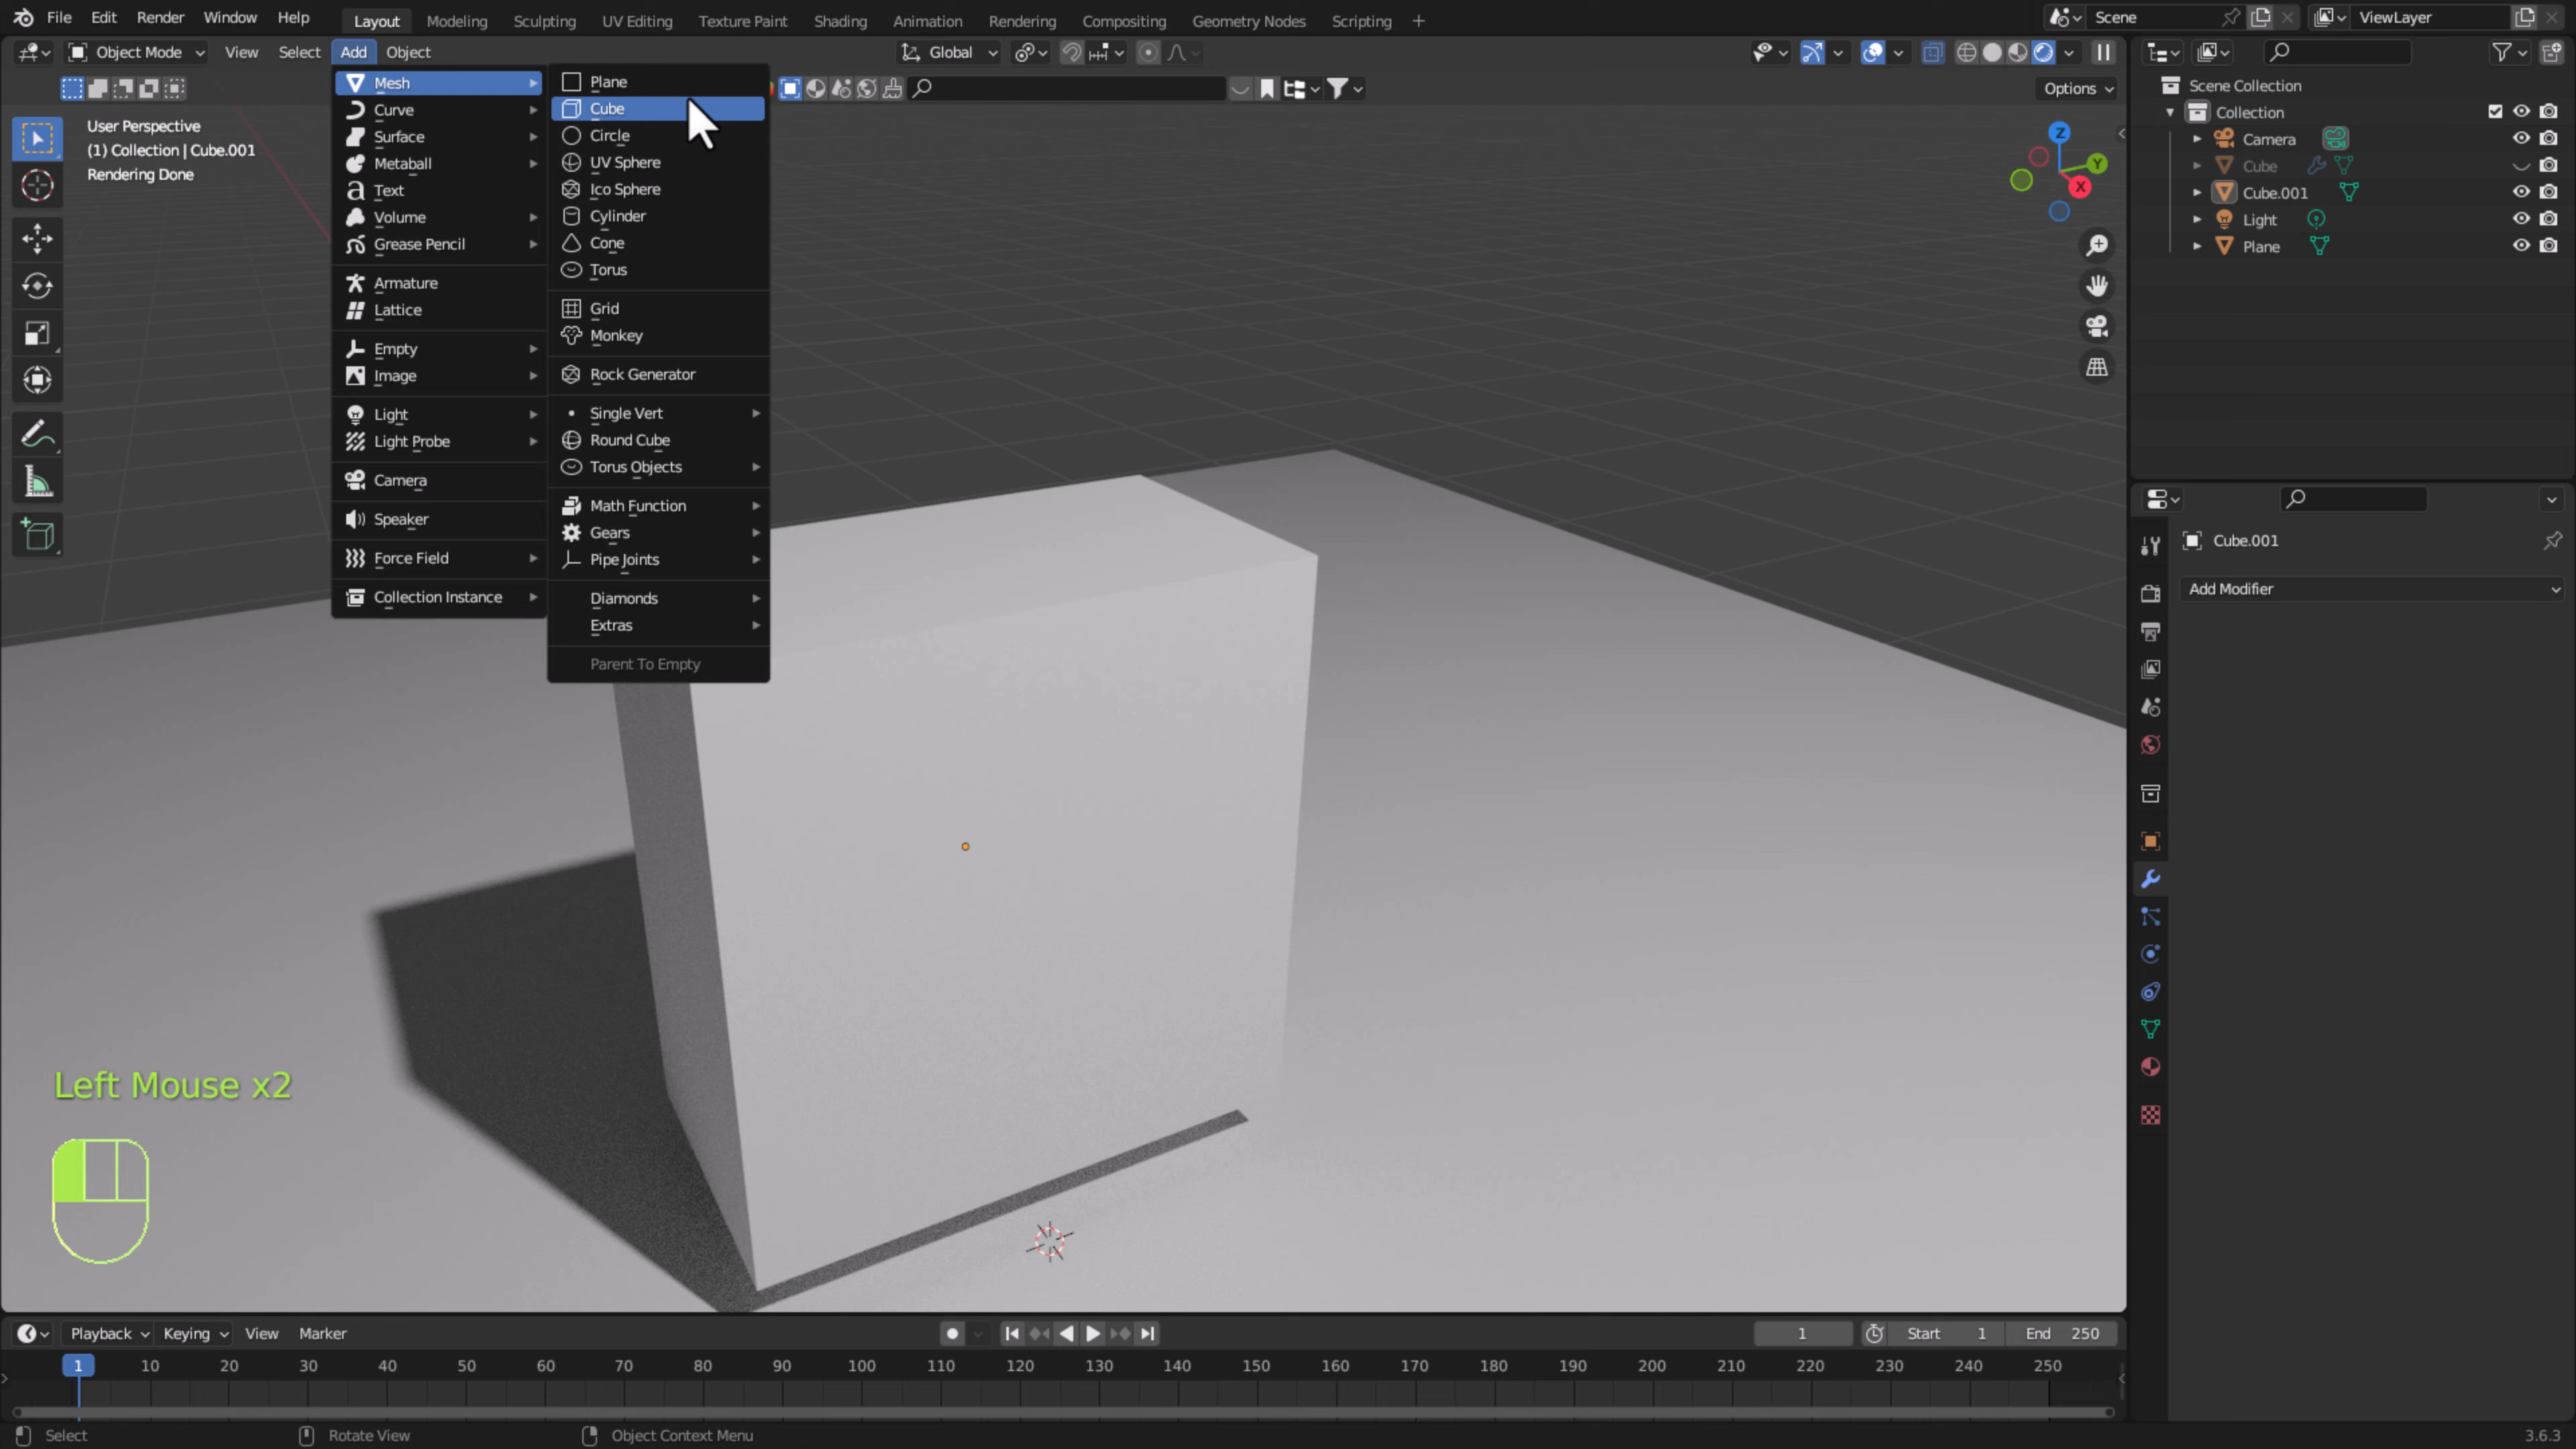 File Edit Render Window Help
Layout Modeling Sculpting UV Editing Texture Paint Shading Animation Rendering Compositing Geometry Nodes Scripting +
Scene
ViewLayer
Object Mode View Select Add Object
Global
Options
User Perspective
(1) Collection | Cube.001
Rendering Done
Mesh
Curve
Surface
Metaball
Text
Volume
Grease Pencil
Armature
Lattice
Empty
Image
Light
Light Probe
Camera
Speaker
Force Field
Collection Instance
Plane
Cube
Circle
UV Sphere
Ico Sphere
Cylinder
Cone
Torus
Grid
Monkey
Rock Generator
Single Vert
Round Cube
Torus Objects
Math Function
Gears
Pipe Joints
Diamonds
Extras
Parent To Empty
Z
Y
X
Scene Collection
Collection
Camera
Cube
Cube.001
Light
Plane
Cube.001
Add Modifier
Left Mouse x2
Playback Keying View Marker
1 Start 1 End 250
1 10 20 30 40 50 60 70 80 90 100 110 120 130 140 150 160 170 180 190 200 210 220 230 240 250
Select Rotate View Object Context Menu
3.6.3